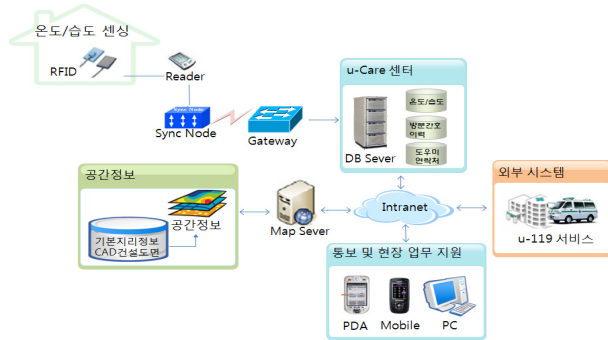 온도/습도 센싱
RFID
Reader
Sync Node
Sync Node
Gateway
u-Care 센터
온도/습도
방문간호
이력
도우미
연락처
DB Sever
공간정보
공간정보
기본지리정보
CAD건설도면
Map Sever
Intranet
외부 시스템
u-119 서비스
통보 및 현장 업무 지원
PDA
Mobile
PC